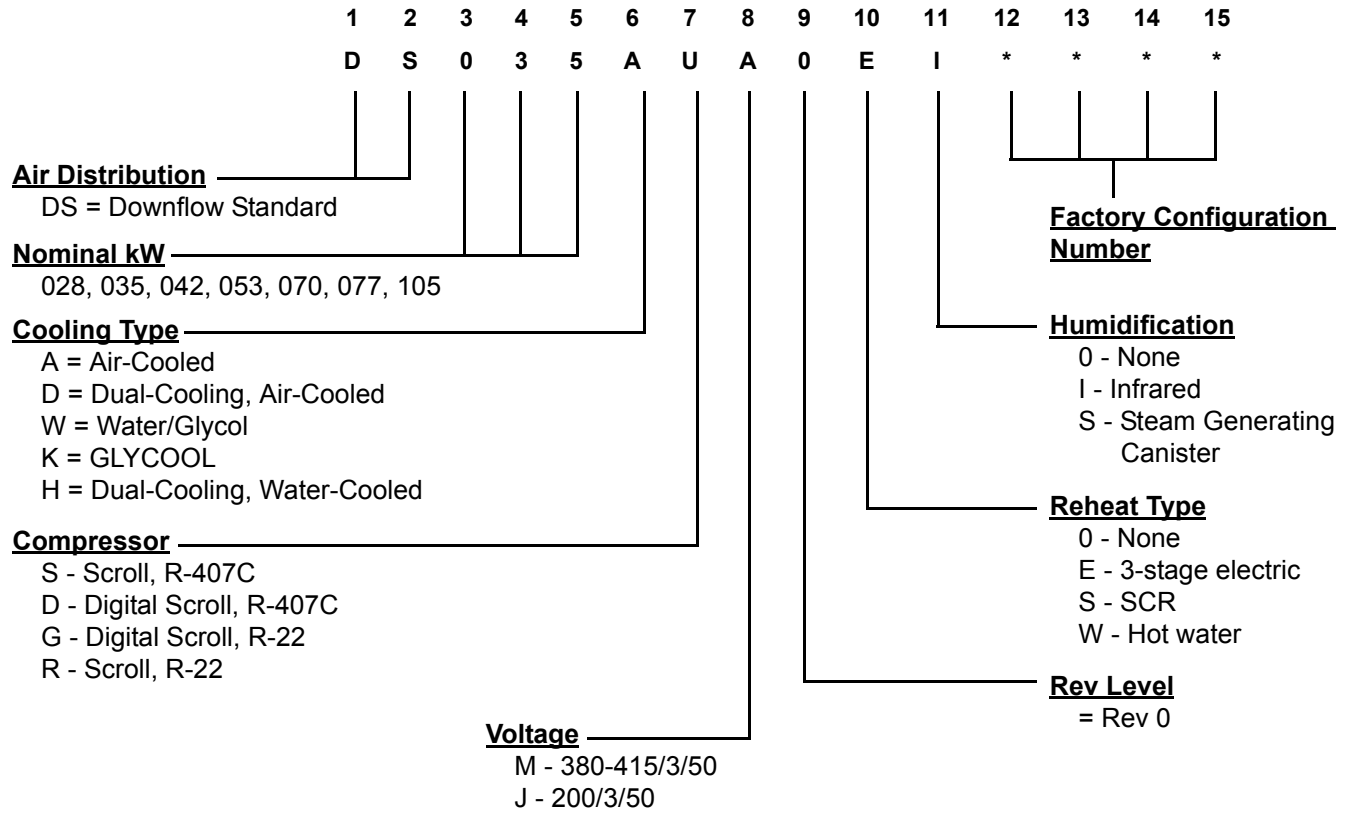 1 2 3 4 5 6 7 8 9 10 11 12 13 14 15
D S 0 3 5 A U A 0 E I * * * *
Air Distribution
DS = Downflow Standard
Nominal kW
028, 035, 042, 053, 070, 077, 105
Cooling Type
A = Air-Cooled
D = Dual-Cooling, Air-Cooled
W = Water/Glycol
K = GLYCOOL
H = Dual-Cooling, Water-Cooled
Compressor
S - Scroll, R-407C
D - Digital Scroll, R-407C
G - Digital Scroll, R-22
R - Scroll, R-22
Voltage
M - 380-415/3/50
J - 200/3/50
Factory Configuration
Number
Humidification
0 - None
I - Infrared
S - Steam Generating
Canister
Reheat Type
0 - None
E - 3-stage electric
S - SCR
W - Hot water
Rev Level
= Rev 0